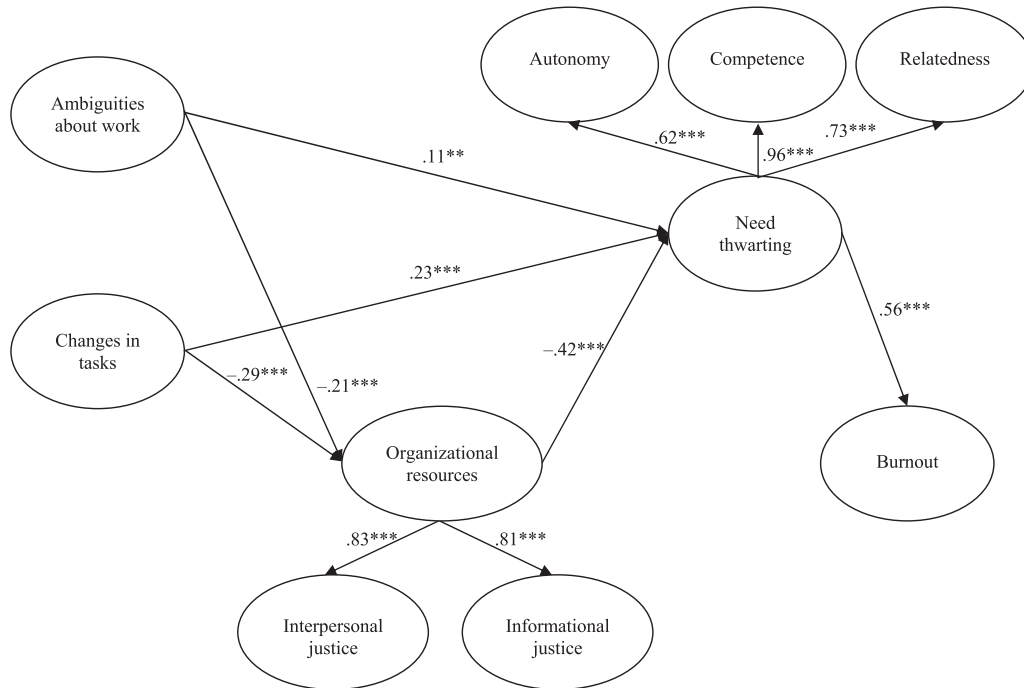 Autonomy
Competence
Relatedness
Ambiguities
about work
.62***
.96***
.73***
.11**
Need
thwarting
.23***
.56***
Changes in
tasks
–.29***
–.21***
–.42***
Organizational
resources
Burnout
.83***
.81***
Interpersonal
justice
Informational
justice